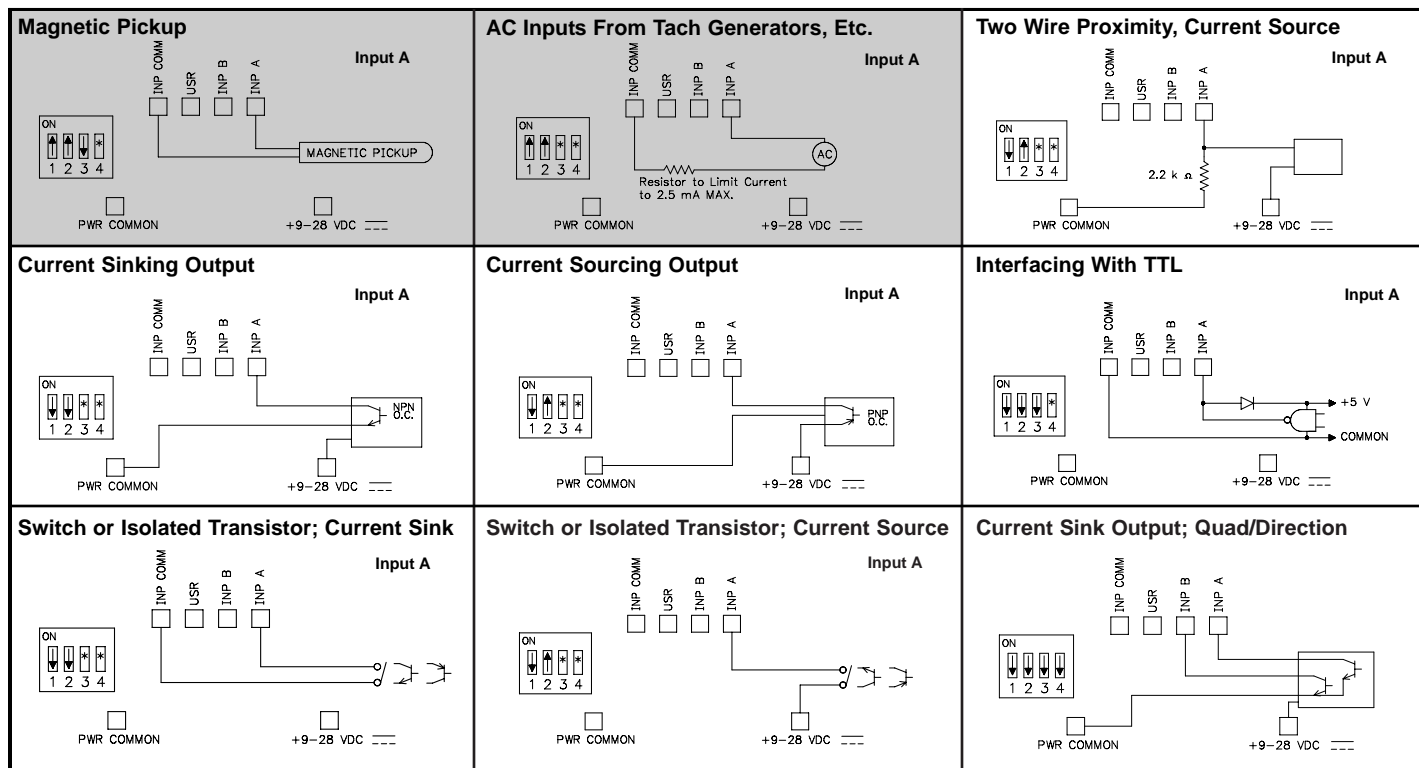 Magnetic Pickup
Input A
INP COMM
USR
INP B
INP A
ON
* 
1 2 3 4
MAGNETIC PICKUP
PWR COMMON
+9-28 VDC
AC Inputs From Tach Generators, Etc.
Input A
INP COMM
USR
INP B
INP A
ON
* *
1 2 3 4
AC
Resistor to Limit Current
to 2.5 mA MAX.
PWR COMMON
+9-28 VDC
Two Wire Proximity, Current Source
Input A
INP COMM
USR
INP B
INP A
ON
* *
1 2 3 4
2.2 k Ω
PWR COMMON
+9-28 VDC
Current Sinking Output
Input A
INP COMM
USR
INP B
INP A
ON
* *
1 2 3 4
NPN
O.C.
PWR COMMON
+9-28 VDC
Current Sourcing Output
Input A
INP COMM
USR
INP B
INP A
ON
* *
1 2 3 4
PNP
O.C.
PWR COMMON
+9-28 VDC
Interfacing With TTL
Input A
INP COMM
USR
INP B
INP A
ON
*
1 2 3 4
+5 V
COMMON
PWR COMMON
+9-28 VDC
Switch or Isolated Transistor; Current Sink
Input A
INP COMM
USR
INP B
INP A
ON
* *
1 2 3 4
PWR COMMON
+9-28 VDC
Switch or Isolated Transistor; Current Source
Input A
INP COMM
USR
INP B
INP A
ON
* *
1 2 3 4
PWR COMMON
+9-28 VDC
Current Sink Output; Quad/Direction
INP COMM
USR
INP B
INP A
ON
1 2 3 4
PWR COMMON
+9-28 VDC